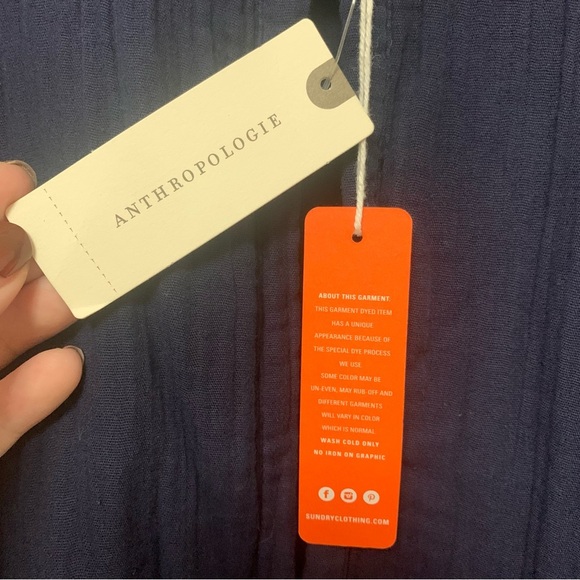 ANTHROPOLOGIE
ABOUT THIS GARMENT:
THIS GARMENT DYED ITEM
HAS A UNIQUE
APPEARANCE BECAUSE OF
THE SPECIAL DYE PROCESS
WE USE
SOME COLOR MAY BE
UN.EVEN, MAY RUB OFF AND
DIFFERENT GARMENTS
WILL VARY IN COLOR
WHICH IS NORMAL
WASH COLD ONLY
NO IRON ON GRAPHIC
SUNDRYCLOTHING.COM